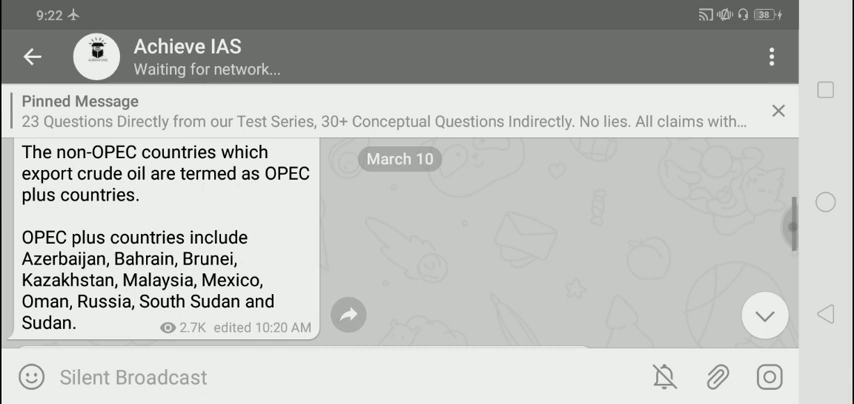 9:22
38
Achieve IAS
Waiting for network...
Pinned Message
23 Questions Directly from our Test Series, 30+ Conceptual Questions Indirectly. No lies. All claims with...
March 10
The non-OPEC countries which
export crude oil are termed as OPEC
plus countries.
OPEC plus countries include
Azerbaijan, Bahrain, Brunei,
Kazakhstan, Malaysia, Mexico,
Oman, Russia, South Sudan and
Sudan.
2.7K edited 10:20 AM
Silent Broadcast